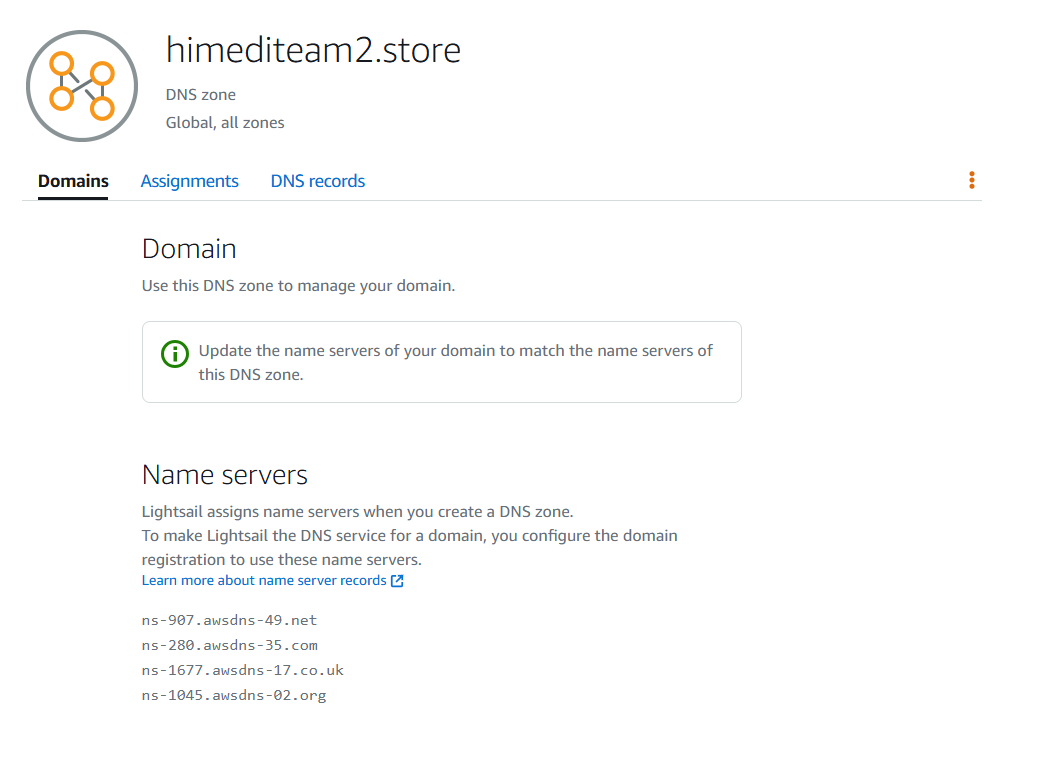 himediteam2.store
DNS zone
Global, all zones
Domains Assignments DNS records
Domain
Use this DNS zone to manage your domain.
Update the name servers of your domain to match the name servers of
this DNS zone.
Name servers
Lightsail assigns name servers when you create a DNS zone.
To make Lightsail the DNS service for a domain, you configure the domain
registration to use these name servers.
Learn more about name server records
ns-907.awsdns-49.net
ns-280.awsdns-35.com
ns-1677.awsdns-17.co.uk
ns-1045.awsdns-02.org